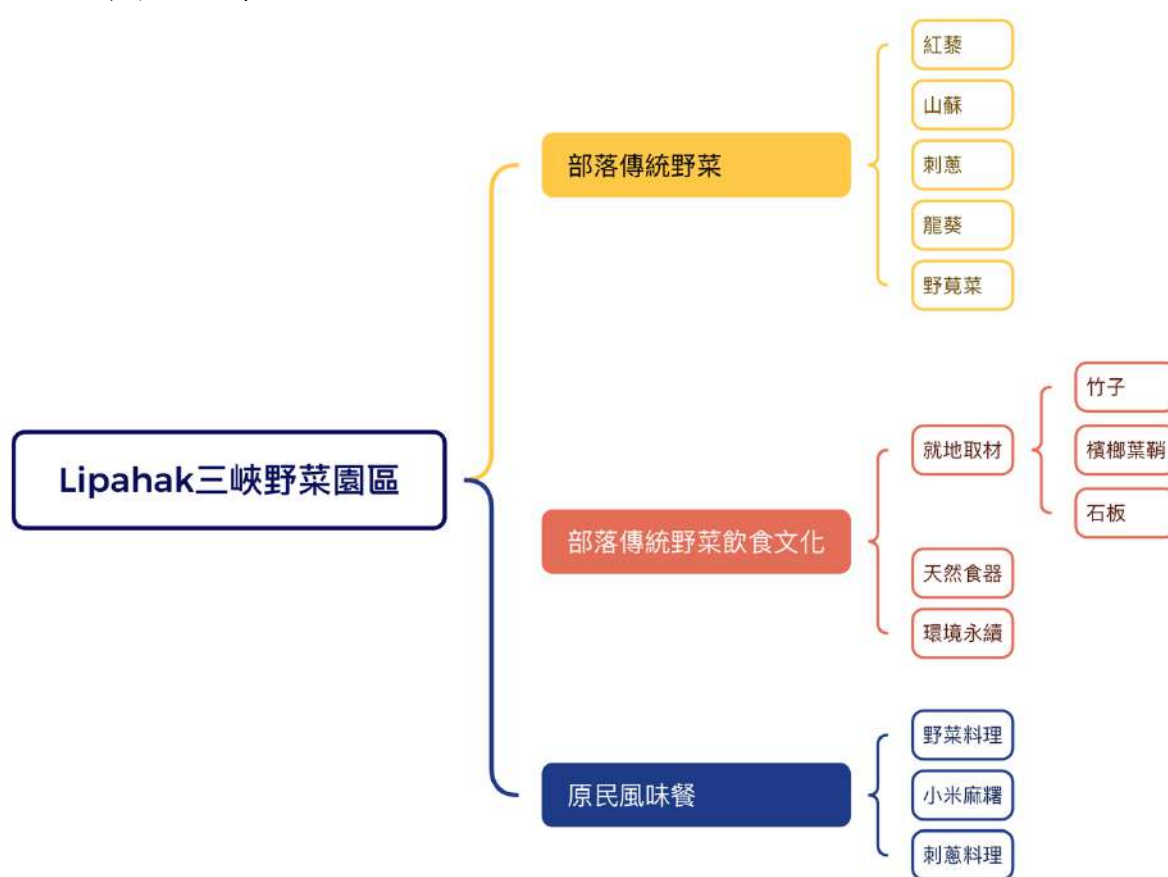 Lipahak三峽野菜園區
部落傳統野菜
紅藜
山蘇
刺蔥
龍葵
野莧菜
部落傳統野菜飲食文化
就地取材
竹子
檳榔葉鞘
石板
天然食器
環境永續
原民風味餐
野菜料理
小米麻糬
刺蔥料理